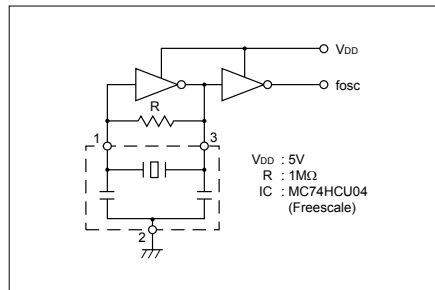 VDD
fosc
R
1
3
VDD : 5V
R : 1MΩ
IC : MC74HCU04
(Freescale)
2